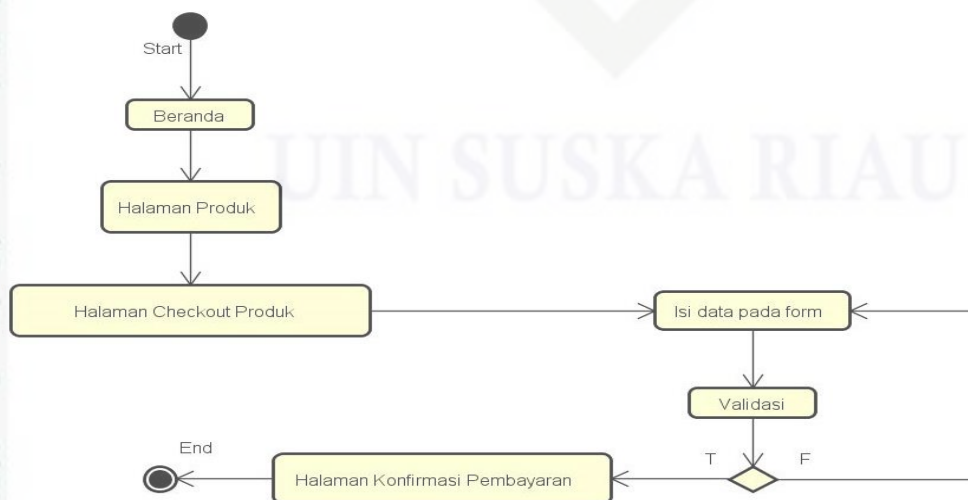 Start
Beranda
UIN SUSKA RIAU
Halaman Produk
Halaman Checkout Produk
Isi data pada form
Validasi
T
F
End
Halaman Konfirmasi Pembayaran